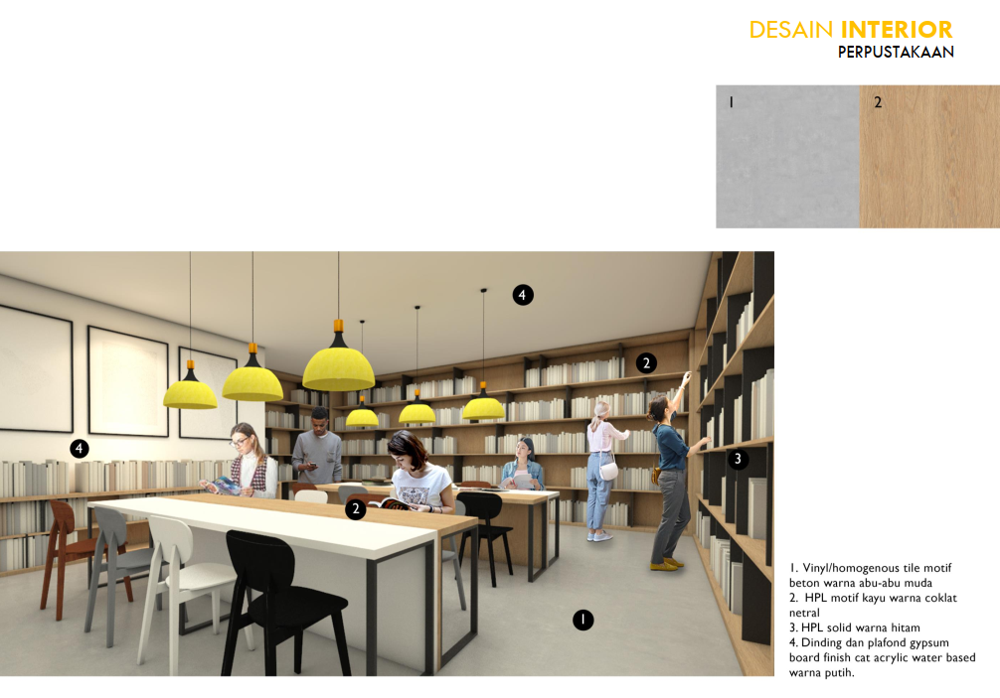 DESAIN INTERIOR
PERPUSTAKAAN
1 2
4
2
4
3
2
1
1. Vinyl/homogenous tile motif
beton warna abu-abu muda
2. HPL motif kayu warna coklat
netral
3. HPL solid warna hitam
4. Dinding dan plafond gypsum
board finish cat acrylic water based
warna putih.